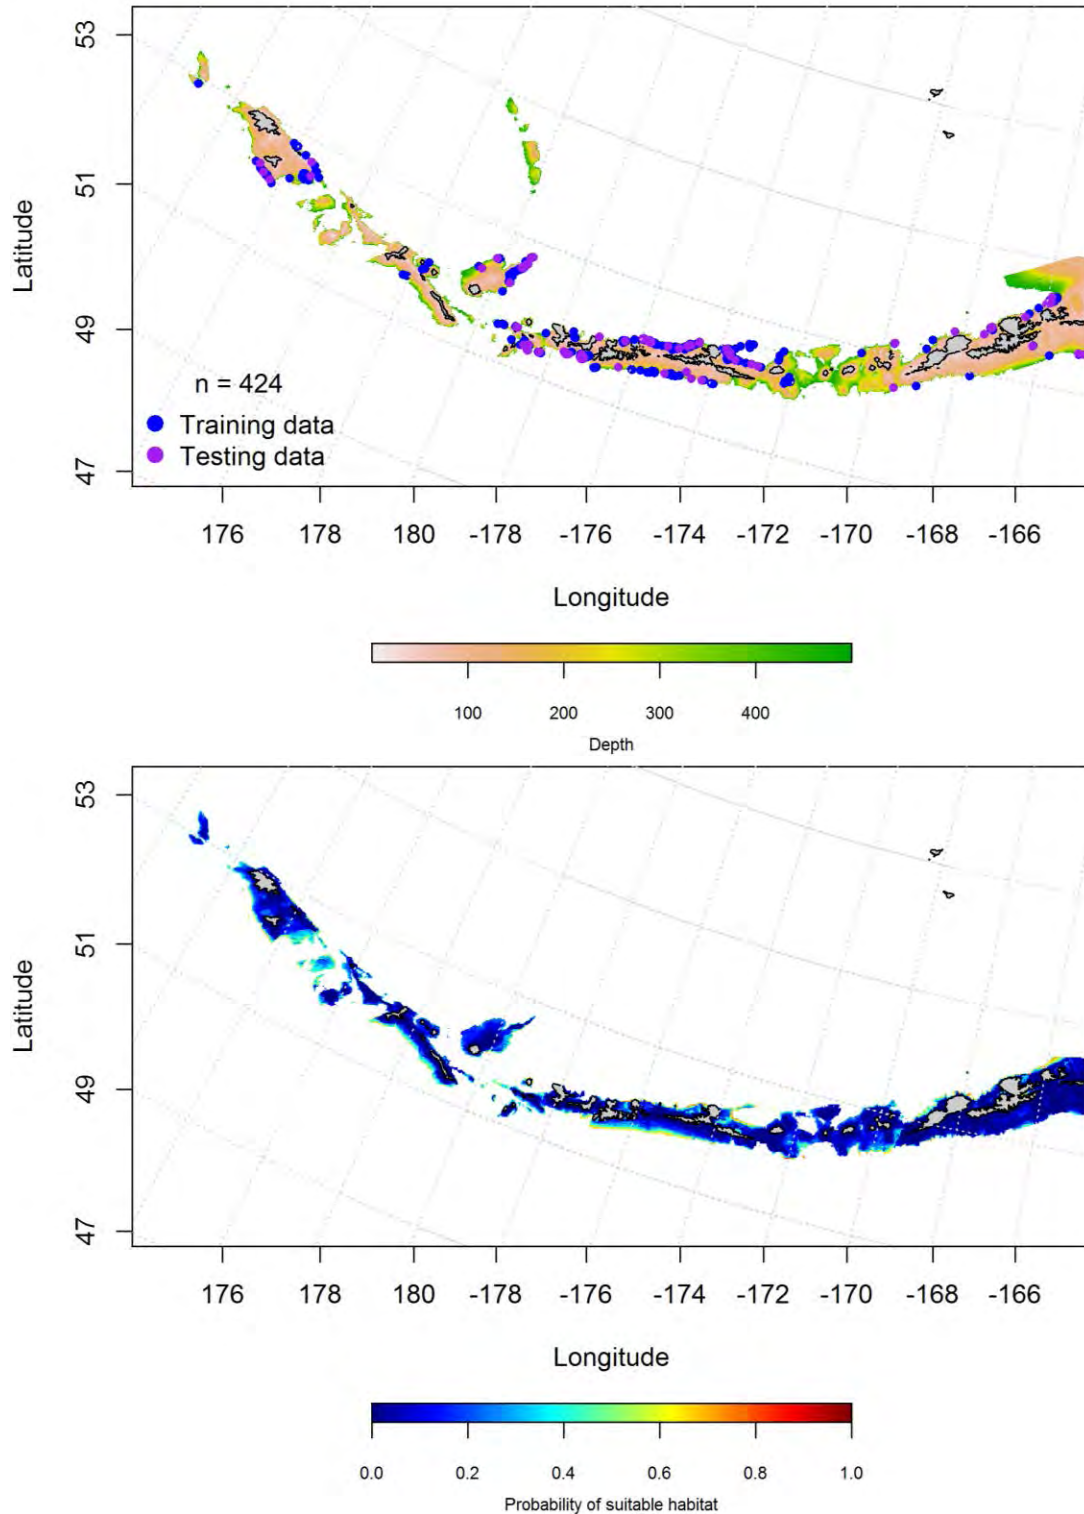 53
51
49
47
Latitude
n = 424
Training data
Testing data
176 178 180 -178 -176 -174 -172 -170 -168 -166
Longitude
100 200 300 400
Depth
53
51
49
47
Latitude
176 178 180 -178 -176 -174 -172 -170 -168 -166
Longitude
0.0 0.2 0.4 0.6 0.8 1.0
Probability of suitable habitat